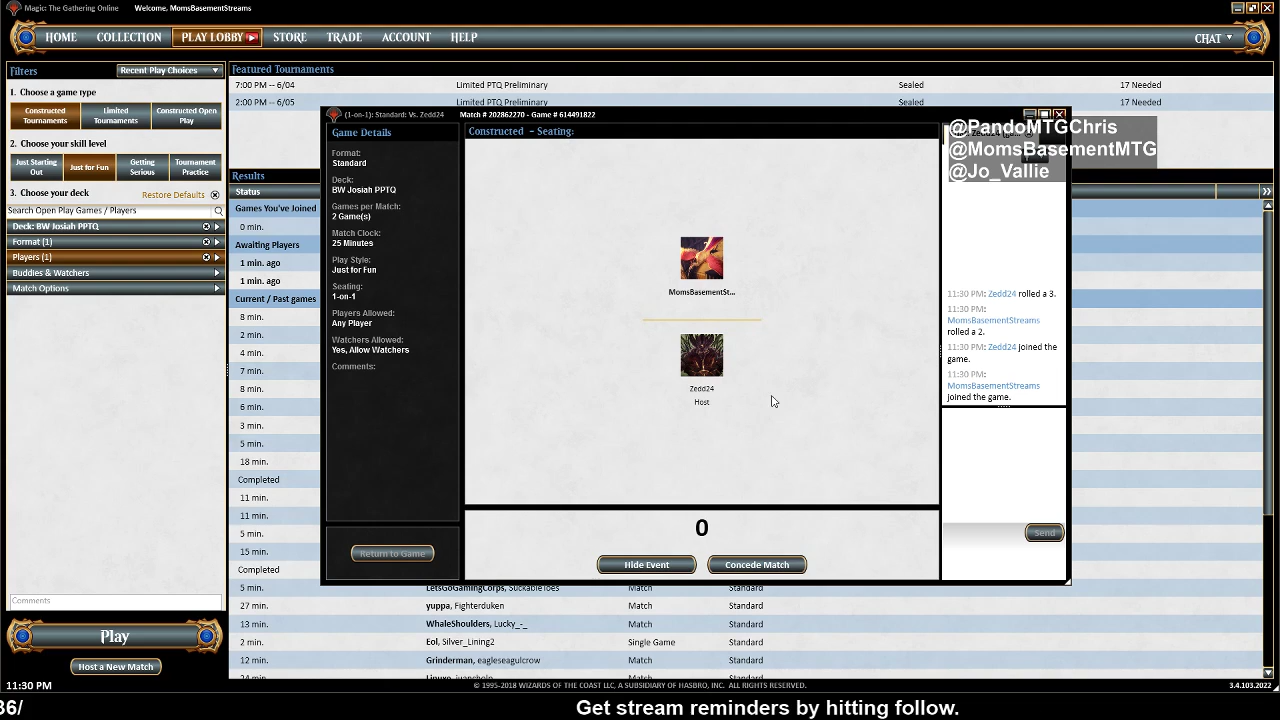 Magic: The Gathering Online Welcome, MomsBasementStreams
HOME COLLECTION PLAY LOBBY STORE TRADE ACCOUNT HELP CHAT
Filters Recent Play Choices
1. Choose a game type
Constructed Tournaments
Limited Tournaments
Constructed Open Play
2. Choose your skill level
Just Starting Out
Just for Fun
Getting Serious
Tournament Practice
3. Choose your deck Restore Defaults
Search Open Play Games / Players
Deck: BW Josiah PPTQ
Format (1)
Players (1)
Buddies & Watchers
Match Options
Comments
Play
Host a New Match
11:30 PM
Featured Tournaments
7:00 PM -- 6/04 Limited PTQ Preliminary Sealed 17 Needed
2:00 PM -- 6/05 Limited PTQ Preliminary Sealed 17 Needed
Results
Status
Games You've Joined
0 min.
Awaiting Players
1 min. ago
1 min. ago
Current / Past games
8 min.
2 min.
4 min.
7 min.
8 min.
6 min.
3 min.
5 min.
18 min.
Completed
11 min.
11 min.
5 min.
15 min.
Completed
5 min. LetsGoGamingCorps, SuckableToes Match Standard
27 min. yuppa, Fighterduken Match Standard
13 min. WhaleShoulders, Lucky_-_ Match Standard
2 min. Eol, Silver_Lining2 Single Game Standard
12 min. Grinderman, eagleseagulcrow Match Standard
(1-on-1): Standard: Vs. Zedd24 Match # 202862270 - Game # 614491822
Game Details
Format:
Standard
Deck:
BW Josiah PPTQ
Games per Match:
2 Game(s)
Match Clock:
25 Minutes
Play Style:
Just for Fun
Seating:
1-on-1
Players Allowed:
Any Player
Watchers Allowed:
Yes, Allow Watchers
Comments:
Return to Game
Constructed - Seating:
MomsBasementSt...
Zedd24
Host
0
Hide Event Concede Match
@PandoMTGChris
@MomsBasementMTG
@Jo_Vallie
11:30 PM: Zedd24 rolled a 3.
11:30 PM:
MomsBasementStreams
rolled a 2.
11:30 PM: Zedd24 joined the
game.
11:30 PM:
MomsBasementStreams
joined the game.
Send
© 1995-2018 WIZARDS OF THE COAST LLC, A SUBSIDIARY OF HASBRO, INC. ALL RIGHTS RESERVED.
3.4.103.2022
36/ Get stream reminders by hitting follow.